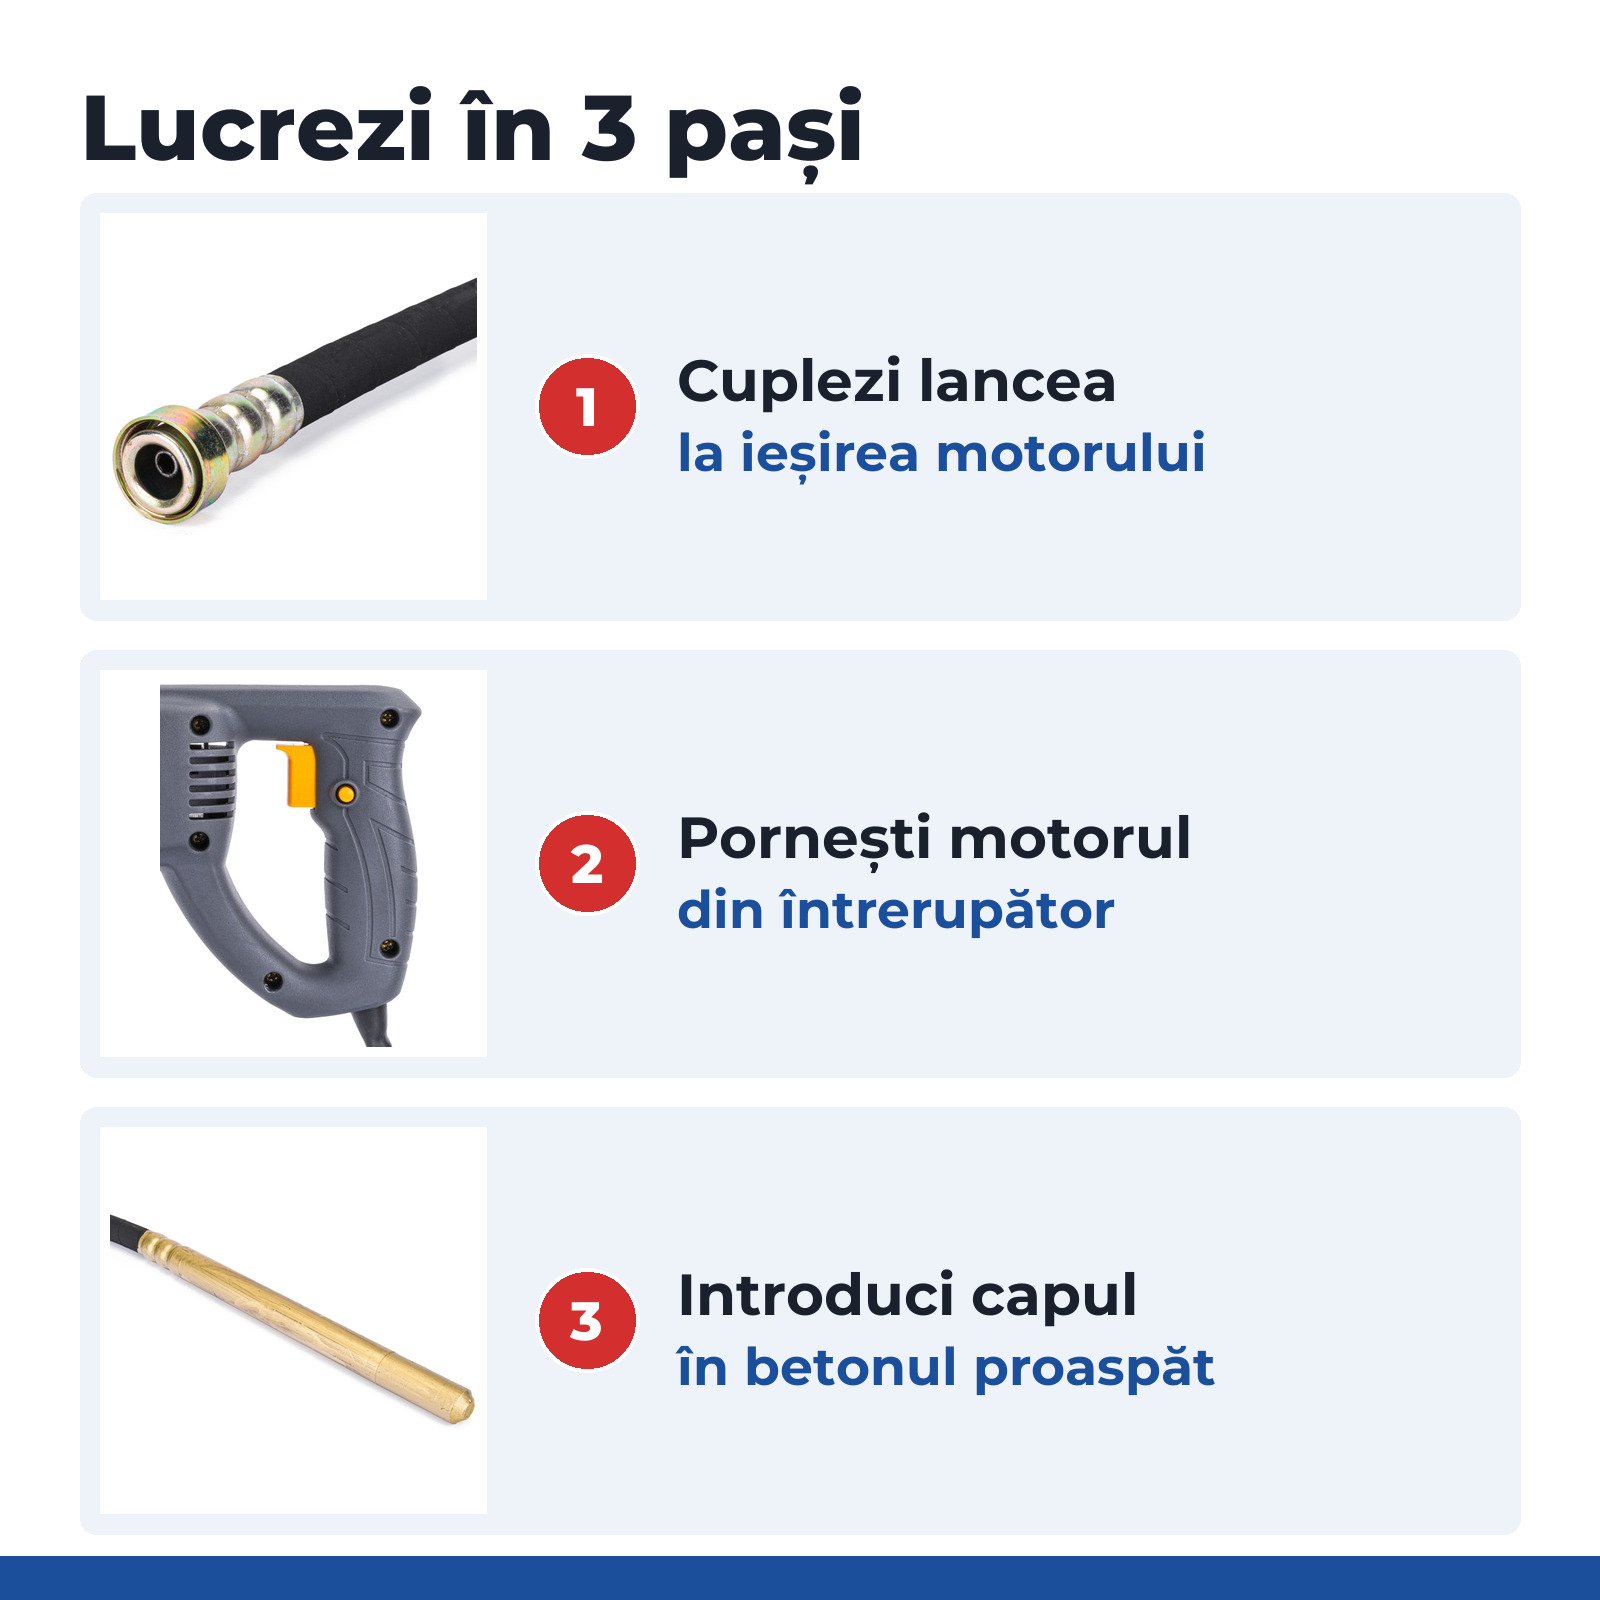 Lucrezi în 3 pași
1
Cuplezi lancea
la ieșirea motorului
2
Pornești motorul
din întrerupător
3
Introduci capul
în betonul proaspăt